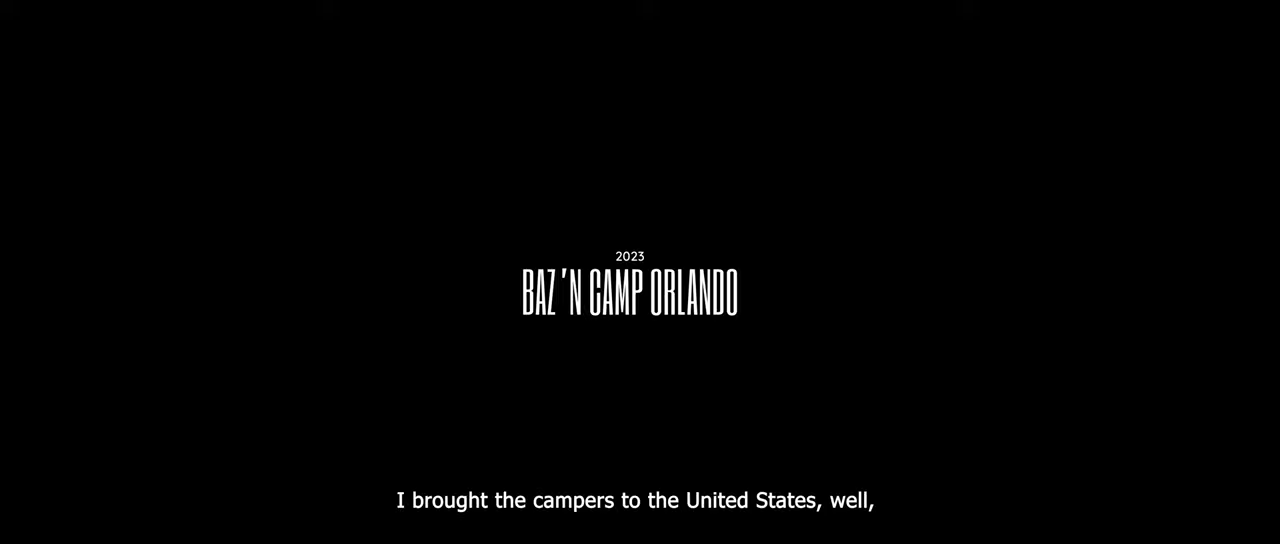 2023
BAZ'N CAMP ORLANDO
I brought the campers to the United States, well,